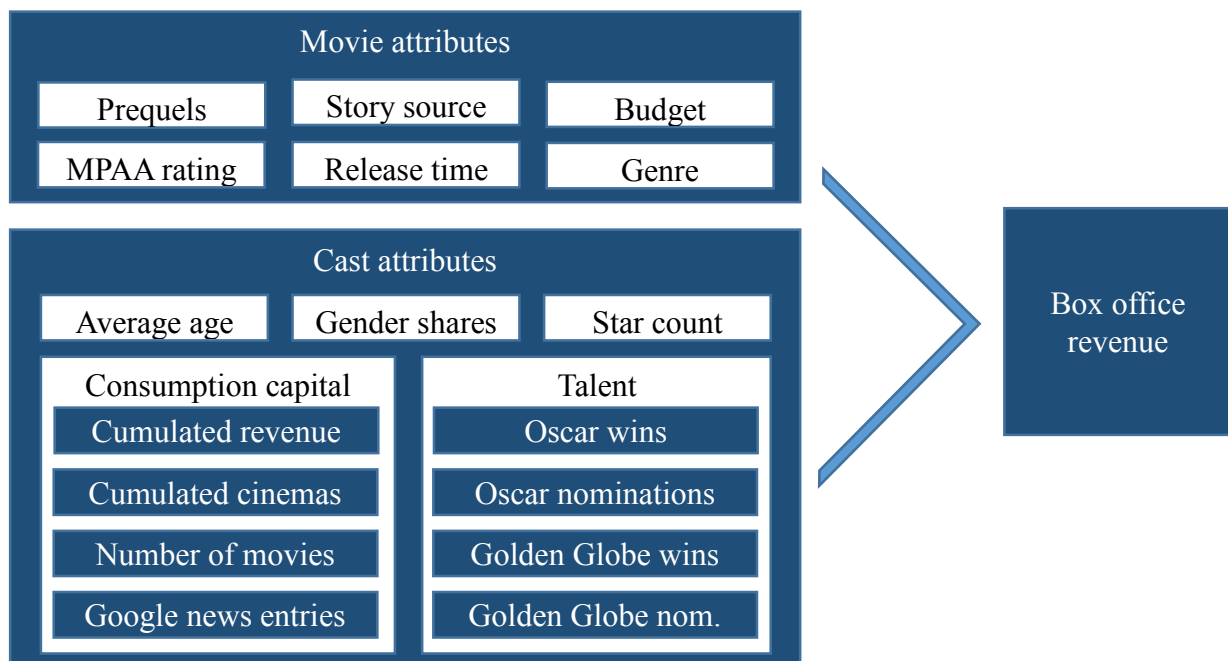 Movie attributes
Prequels
Story source
Budget
MPAA rating
Release time
Genre
Cast attributes
Average age
Gender shares
Star count
Consumption capital
Cumulated revenue
Cumulated cinemas
Number of movies
Google news entries
Talent
Oscar wins
Oscar nominations
Golden Globe wins
Golden Globe nom.
Box office
revenue